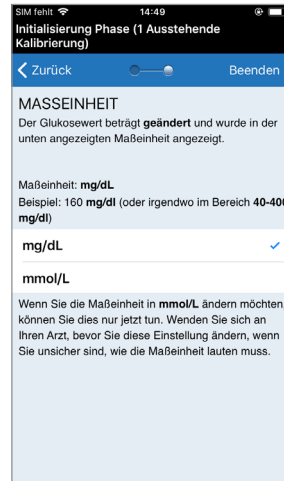 SIM fehlt 14:49
Initialisierung Phase (1 Ausstehende
Kalibrierung)
Zurück Beenden
MASSEINHEIT
Der Glukosewert beträgt geändert und wurde in der
unten angezeigten Maßeinheit angezeigt.
Maßeinheit: mg/dL
Beispiel: 160 mg/dl (oder irgendwo im Bereich 40-400
mg/dl)
mg/dL
mmol/L
Wenn Sie die Maßeinheit in mmol/L ändern möchten,
können Sie dies nur jetzt tun. Wenden Sie sich an
Ihren Arzt, bevor Sie diese Einstellung ändern, wenn
Sie unsicher sind, wie die Maßeinheit lauten muss.